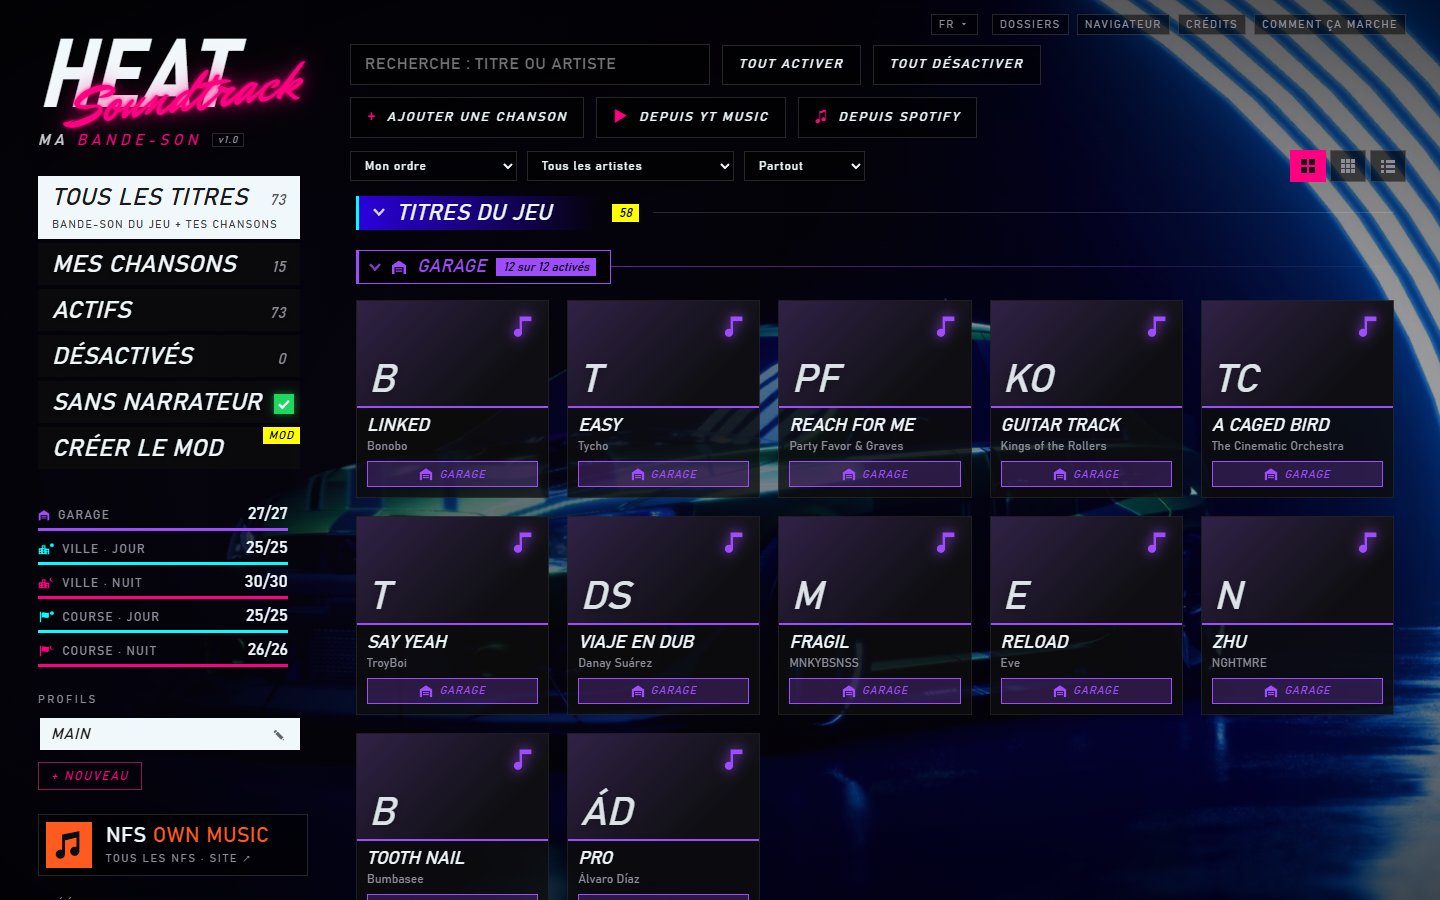 FR
DOSSIERS
NAVIGATEUR
CRÉDITS
COMMENT ÇA MARCHE
HEAT
Soundtrack
MA BANDE-SON v1.0
RECHERCHE : TITRE OU ARTISTE
TOUT ACTIVER
TOUT DÉSACTIVER
+ AJOUTER UNE CHANSON
DEPUIS YT MUSIC
DEPUIS SPOTIFY
Mon ordre
Tous les artistes
Partout
TOUS LES TITRES 73
BANDE-SON DU JEU + TES CHANSONS
MES CHANSONS 15
ACTIFS 73
DÉSACTIVÉS 0
SANS NARRATEUR
CRÉER LE MOD MOD
GARAGE 27/27
VILLE · JOUR 25/25
VILLE · NUIT 30/30
COURSE · JOUR 25/25
COURSE · NUIT 26/26
PROFILS
MAIN
+ NOUVEAU
NFS OWN MUSIC
TOUS LES NFS · SITE ↗
TITRES DU JEU 58
GARAGE 12 sur 12 activés
B
LINKED
Bonobo
GARAGE
T
EASY
Tycho
GARAGE
PF
REACH FOR ME
Party Favor & Graves
GARAGE
KO
GUITAR TRACK
Kings of the Rollers
GARAGE
TC
A CAGED BIRD
The Cinematic Orchestra
GARAGE
T
SAY YEAH
TroyBoi
GARAGE
DS
VIAJE EN DUB
Danay Suárez
GARAGE
M
FRAGIL
MNKYBSNSS
GARAGE
E
RELOAD
Eve
GARAGE
N
ZHU
NGHTMRE
GARAGE
B
TOOTH NAIL
Bumbasee
ÁD
PRO
Álvaro Díaz